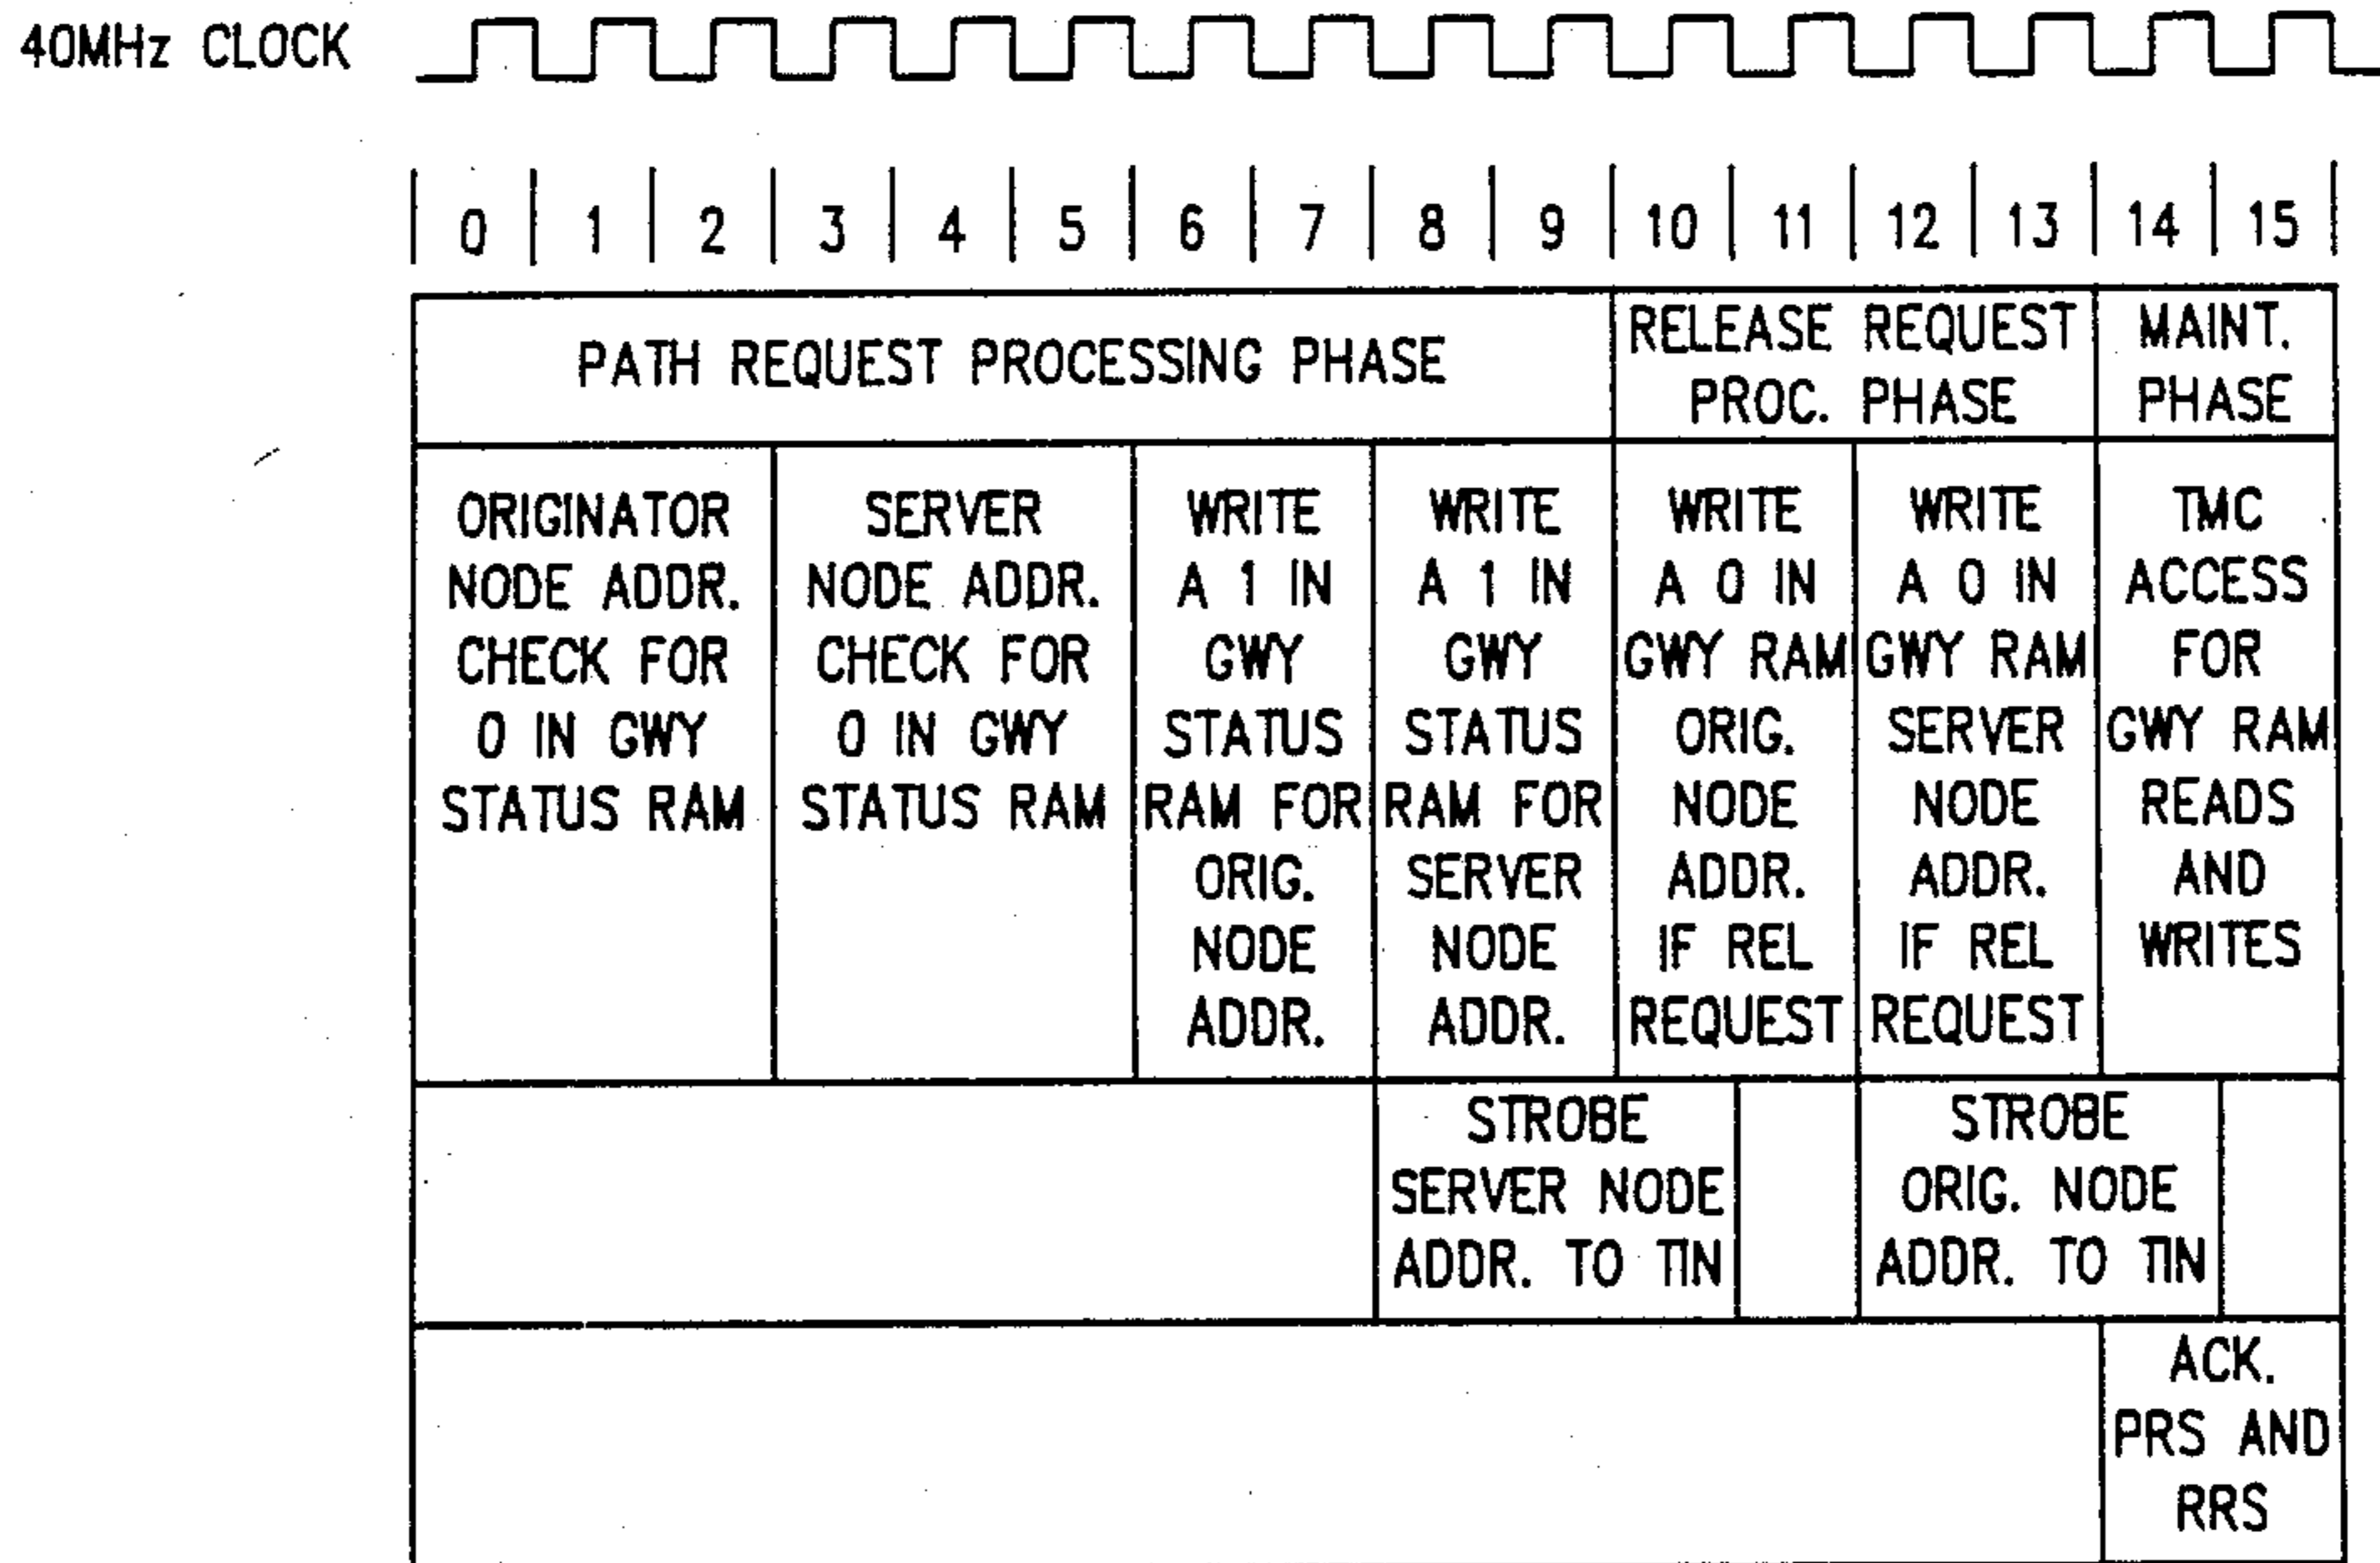 40MHz CLOCK
0 1 2 3 4 5 6 7 8 9 10 11 12 13 14 15
PATH REQUEST PROCESSING PHASE
RELEASE REQUEST
PROC. PHASE
MAINT.
PHASE
ORIGINATOR
NODE ADDR.
CHECK FOR
0 IN GWY
STATUS RAM
SERVER
NODE ADDR.
CHECK FOR
0 IN GWY
STATUS RAM
WRITE
A 1 IN
GWY
STATUS
RAM FOR
ORIG.
NODE
ADDR.
WRITE
A 1 IN
GWY
STATUS
RAM FOR
SERVER
NODE
ADDR.
WRITE
A 0 IN
GWY RAM
ORIG.
NODE
ADDR.
IF REL
REQUEST
WRITE
A 0 IN
GWY RAM
SERVER
NODE
ADDR.
IF REL
REQUEST
TMC
ACCESS
FOR
GWY RAM
READS
AND
WRITES
STROBE
SERVER NODE
ADDR. TO TIN
STROBE
ORIG. NODE
ADDR. TO TIN
ACK.
PRS AND
RRS